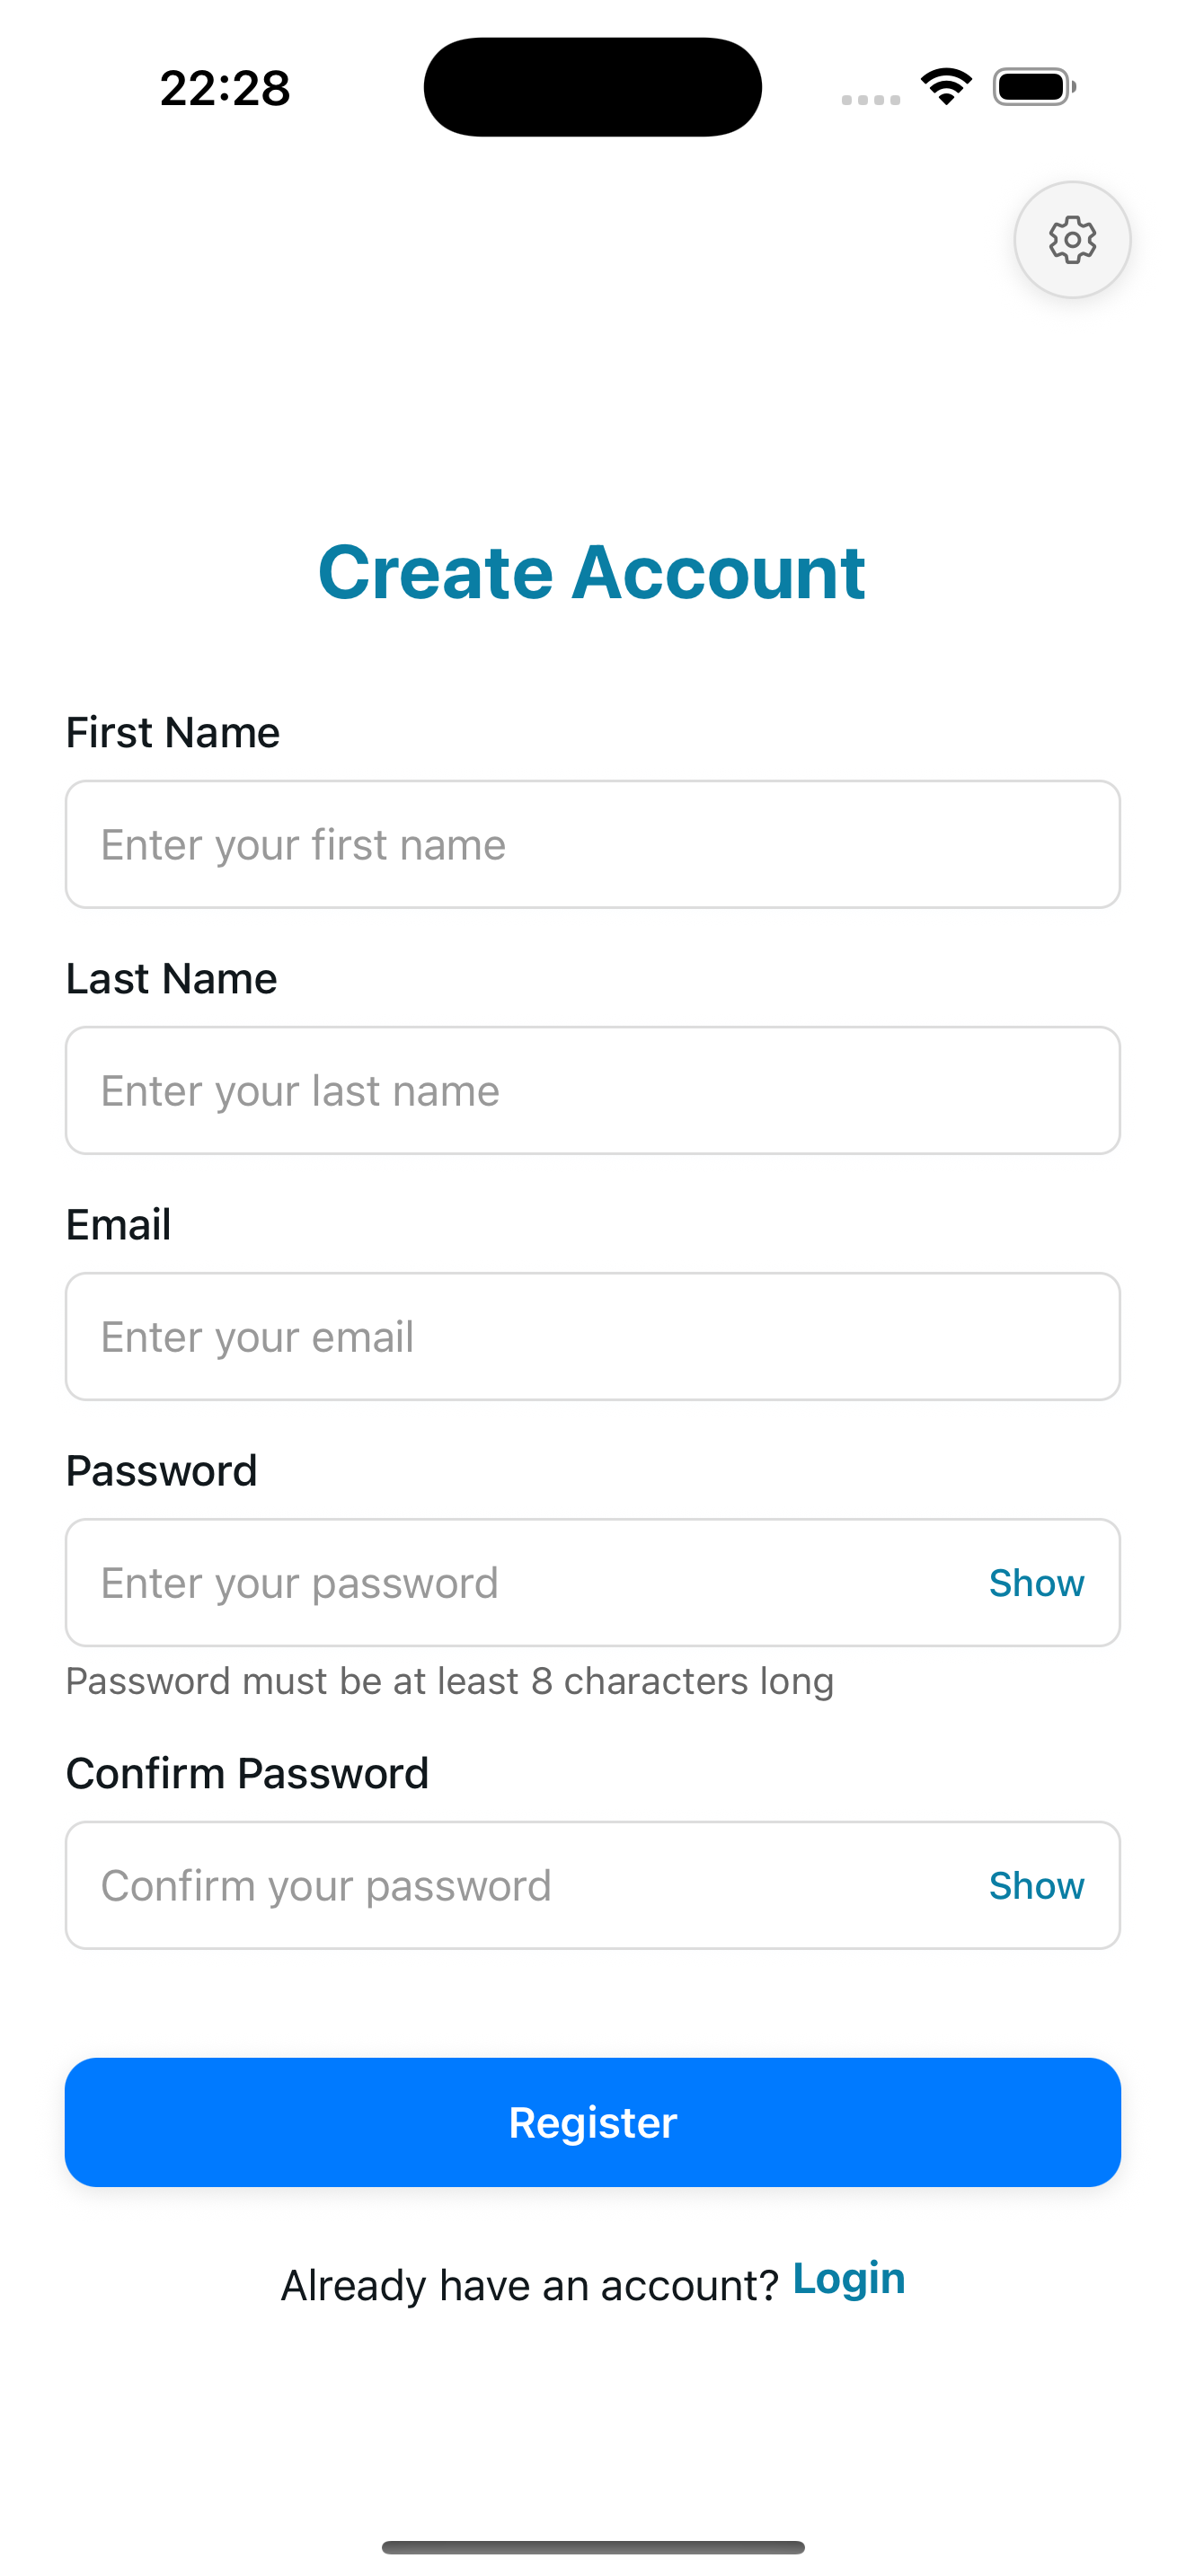 22:28
Create Account
First Name
Enter your first name
Last Name
Enter your last name
Email
Enter your email
Password
Enter your password Show
Password must be at least 8 characters long
Confirm Password
Confirm your password Show
Register
Already have an account? Login